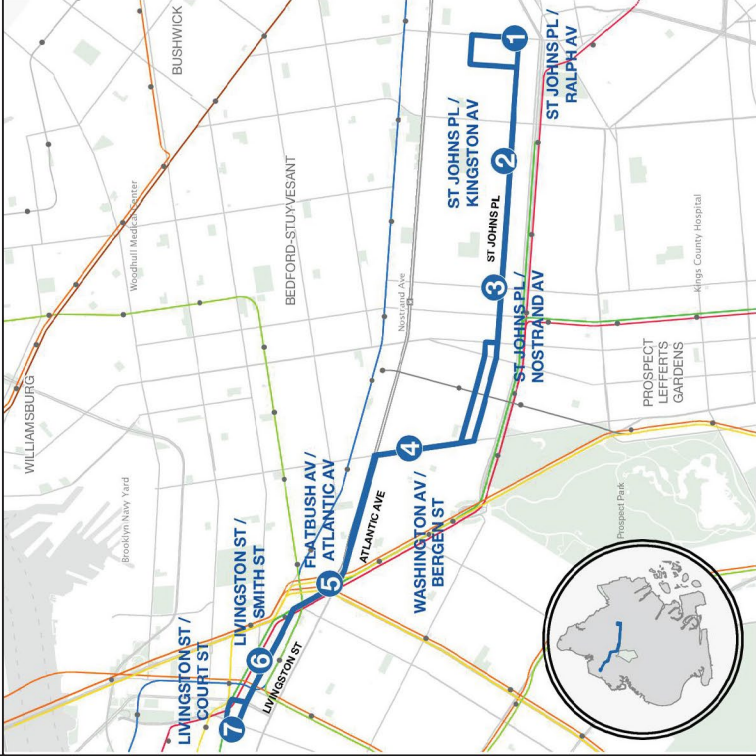 BUSHWICK
1
ST JOHNS PL /
RALPH AV
ST JOHNS PL /
KINGSTON AV
2
ST JOHNS PL
Woodhull Medical Center
BEDFORD-STUYVESANT
Kings County Hospital
3
ST JOHNS PL /
NOSTRAND AV
Nostrand Ave
WILLIAMSBURG
PROSPECT
LEFFERTS
GARDENS
4
WASHINGTON AV /
BERGEN ST
Brooklyn Navy Yard
FLATBUSH AV /
ATLANTIC AV
ATLANTIC AVE
Prospect Park
5
LIVINGSTON ST /
SMITH ST
6
LIVINGSTON ST
LIVINGSTON ST /
COURT ST
7